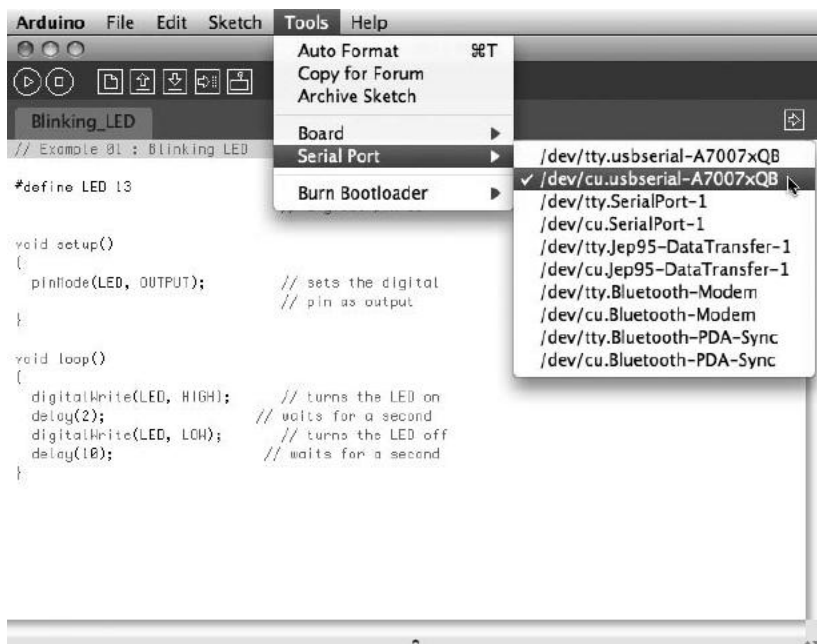 Arduino File Edit Sketch Tools Help
Auto Format ⌘T
Copy for Forum
Archive Sketch
Board
Serial Port
Burn Bootloader
/dev/tty.usbserial-A7007xQB
✓ /dev/cu.usbserial-A7007xQB
/dev/tty.SerialPort-1
/dev/cu.SerialPort-1
/dev/tty.Jep95-DataTransfer-1
/dev/cu.Jep95-DataTransfer-1
/dev/tty.Bluetooth-Modem
/dev/cu.Bluetooth-Modem
/dev/tty.Bluetooth-PDA-Sync
/dev/cu.Bluetooth-PDA-Sync
Blinking_LED
// Example 01 : Blinking LED
#define LED 13
void setup()
{
pinMode(LED, OUTPUT); // sets the digital
// pin as output
}
void loop()
{
digitalWrite(LED, HIGH); // turns the LED on
delay(2); // waits for a second
digitalWrite(LED, LOW); // turns the LED off
delay(10); // waits for a second
}